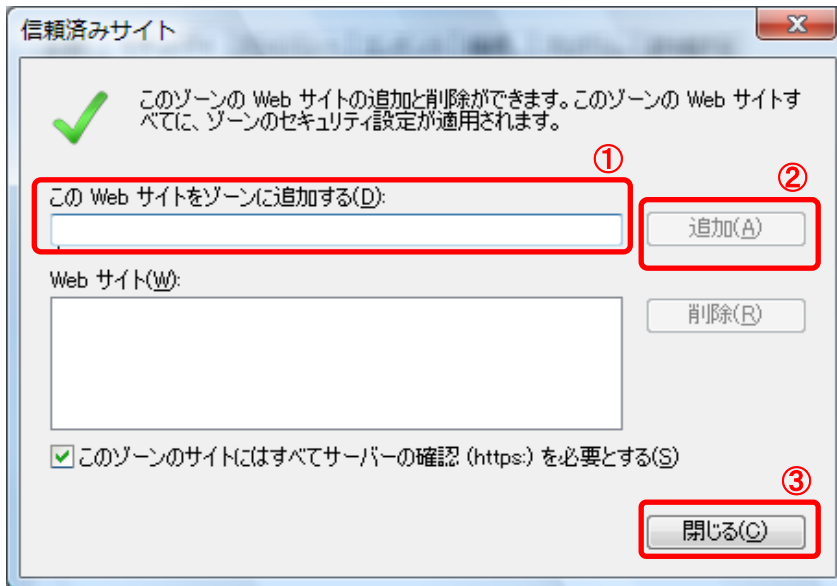 信頼済みサイト
このゾーンの Web サイトの追加と削除ができます。このゾーンの Web サイトす
べてに、ゾーンのセキュリティ設定が適用されます。
①
この Web サイトをゾーンに追加する(D):
②
追加(A)
Web サイト(W):
削除(R)
このゾーンのサイトにはすべてサーバーの確認 (https:) を必要とする(S)
③
閉じる(C)